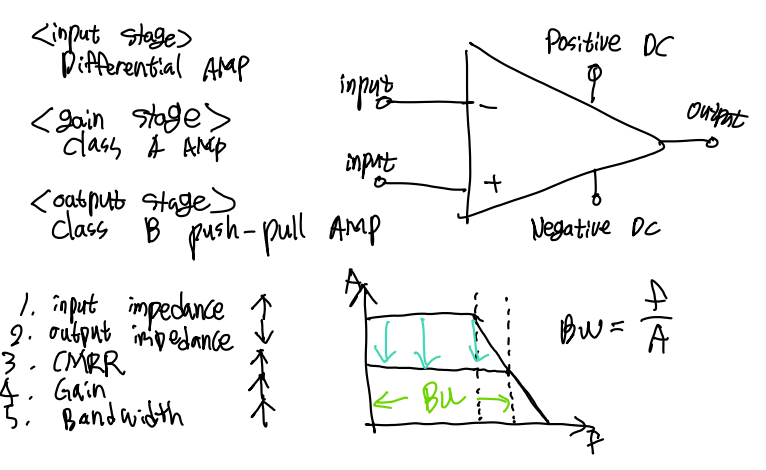 <input stage>
Differential AMP
<gain stage>
class A AMP
<output stage>
class B push-pull AMP
Positive DC
input
-
output
input
+
Negative DC
1. input impedance ↑
2. output impedance ↓
3. CMRR ↑
4. Gain ↑
5. Bandwidth ↑
A
BW
f
BW = f/A